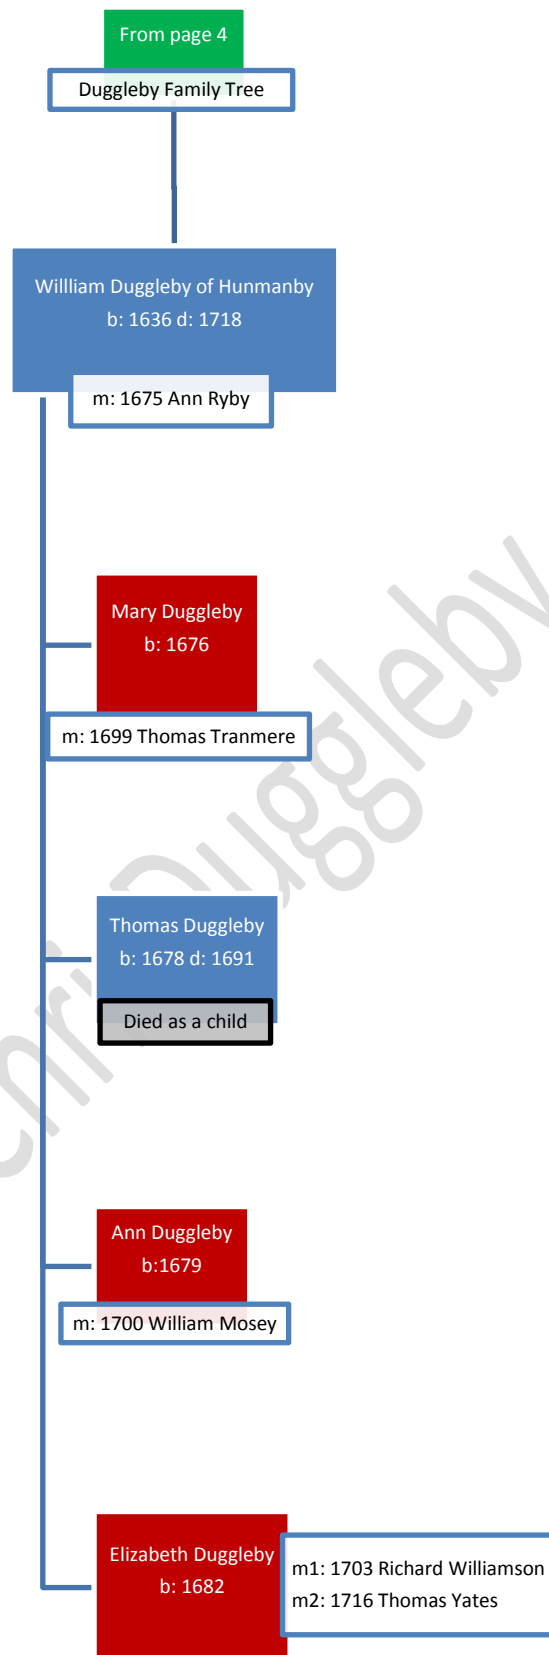 From page 4
Duggleby Family Tree
Willliam Duggleby of Hunmanby
b: 1636 d: 1718
m: 1675 Ann Ryby
Mary Duggleby
b: 1676
m: 1699 Thomas Tranmere
Thomas Duggleby
b: 1678 d: 1691
Died as a child
Ann Duggleby
b:1679
m: 1700 William Mosey
Elizabeth Duggleby
b: 1682
m1: 1703 Richard Williamson
m2: 1716 Thomas Yates
Duggleby